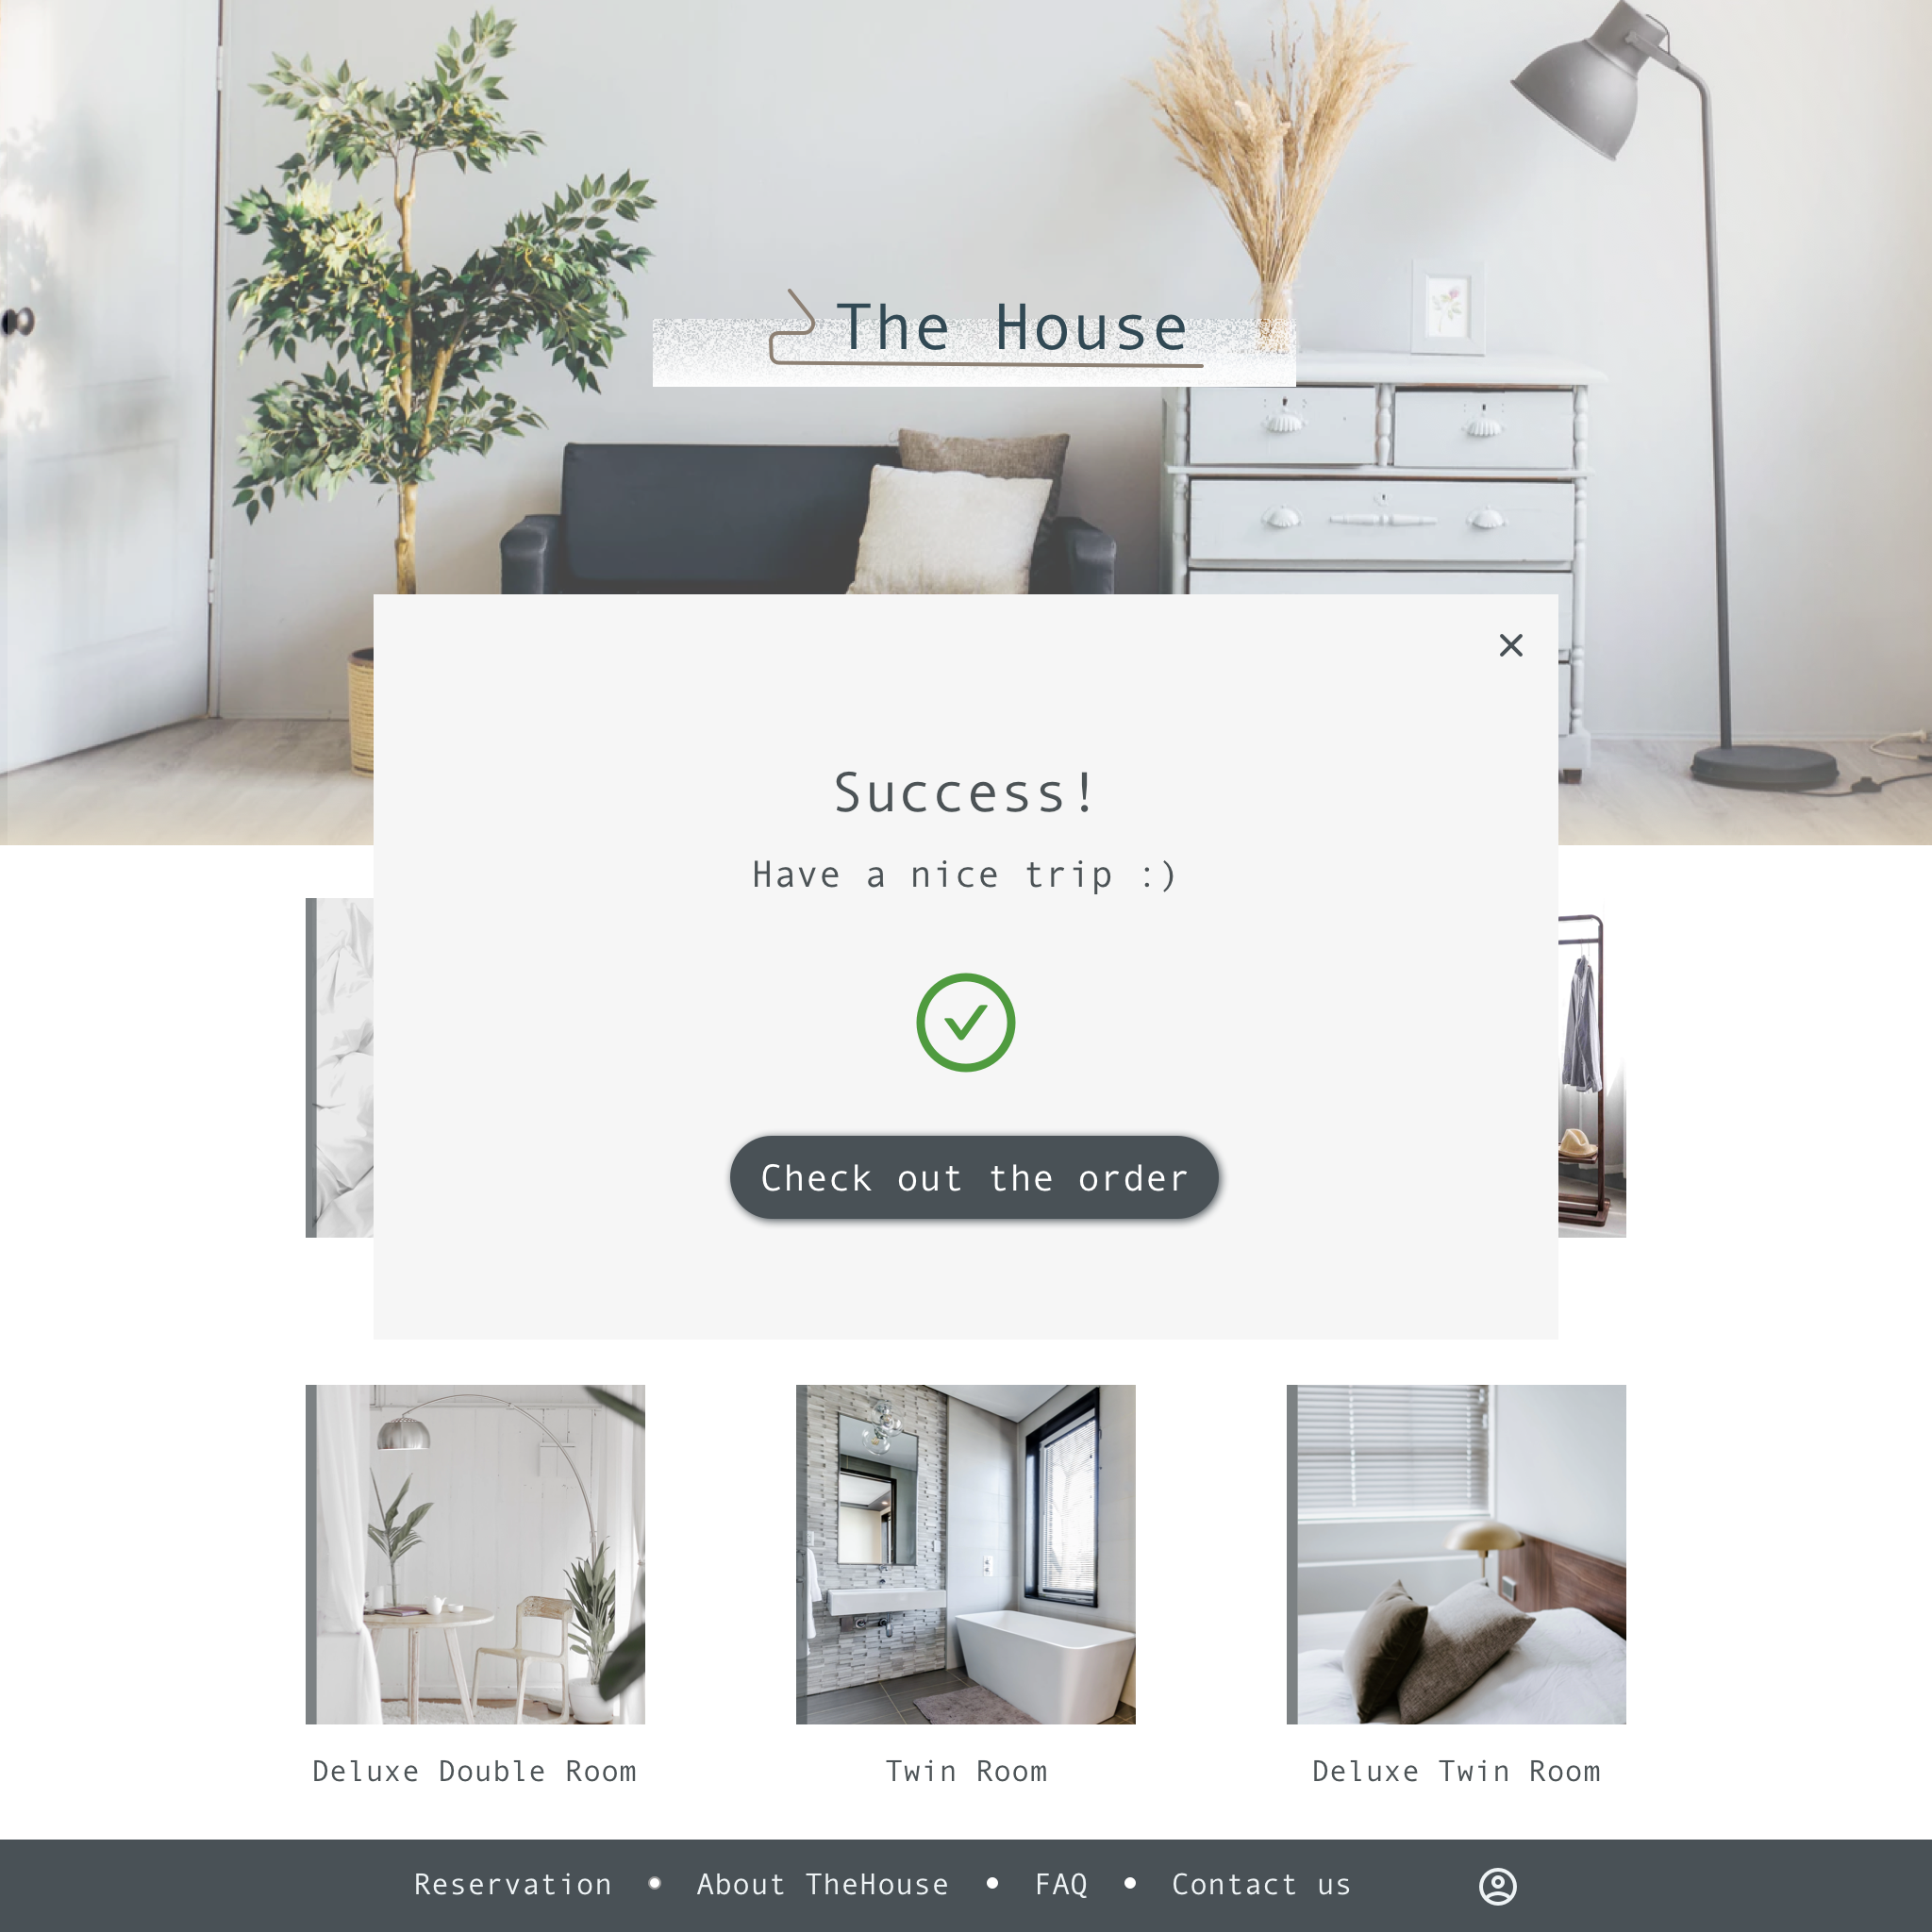 The House
Success!
Have a nice trip :)
Check out the order
Deluxe Double Room
Twin Room
Deluxe Twin Room
Reservation • About TheHouse • FAQ • Contact us